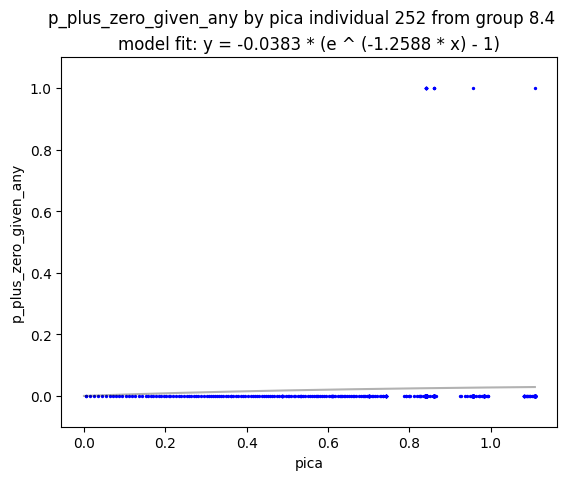 p_plus_zero_given_any by pica individual 252 from group 8.4
model fit: y = -0.0383 * (e ^ (-1.2588 * x) - 1)
p_plus_zero_given_any
1.0
0.8
0.6
0.4
0.2
0.0
0.0 0.2 0.4 0.6 0.8 1.0
pica